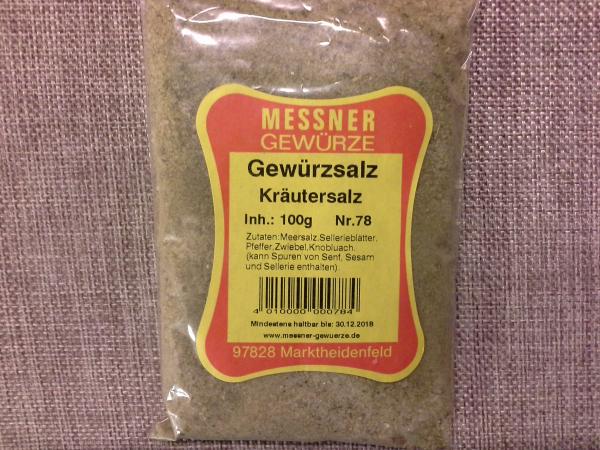 MESSNER
GEWÜRZE
Gewürzsalz
Kräutersalz
Inh.: 100g Nr.78
Zutaten:Meersalz,Sellerieblätter,
Pfeffer,Zwiebel,Knobluach.
(kann Spuren von Senf, Sesam
und Sellerie enthalten).
4 010000 000784
Mindestens haltbar bis: 30.12.2018
www.messner-gewuerze.de
97828 Marktheidenfeld